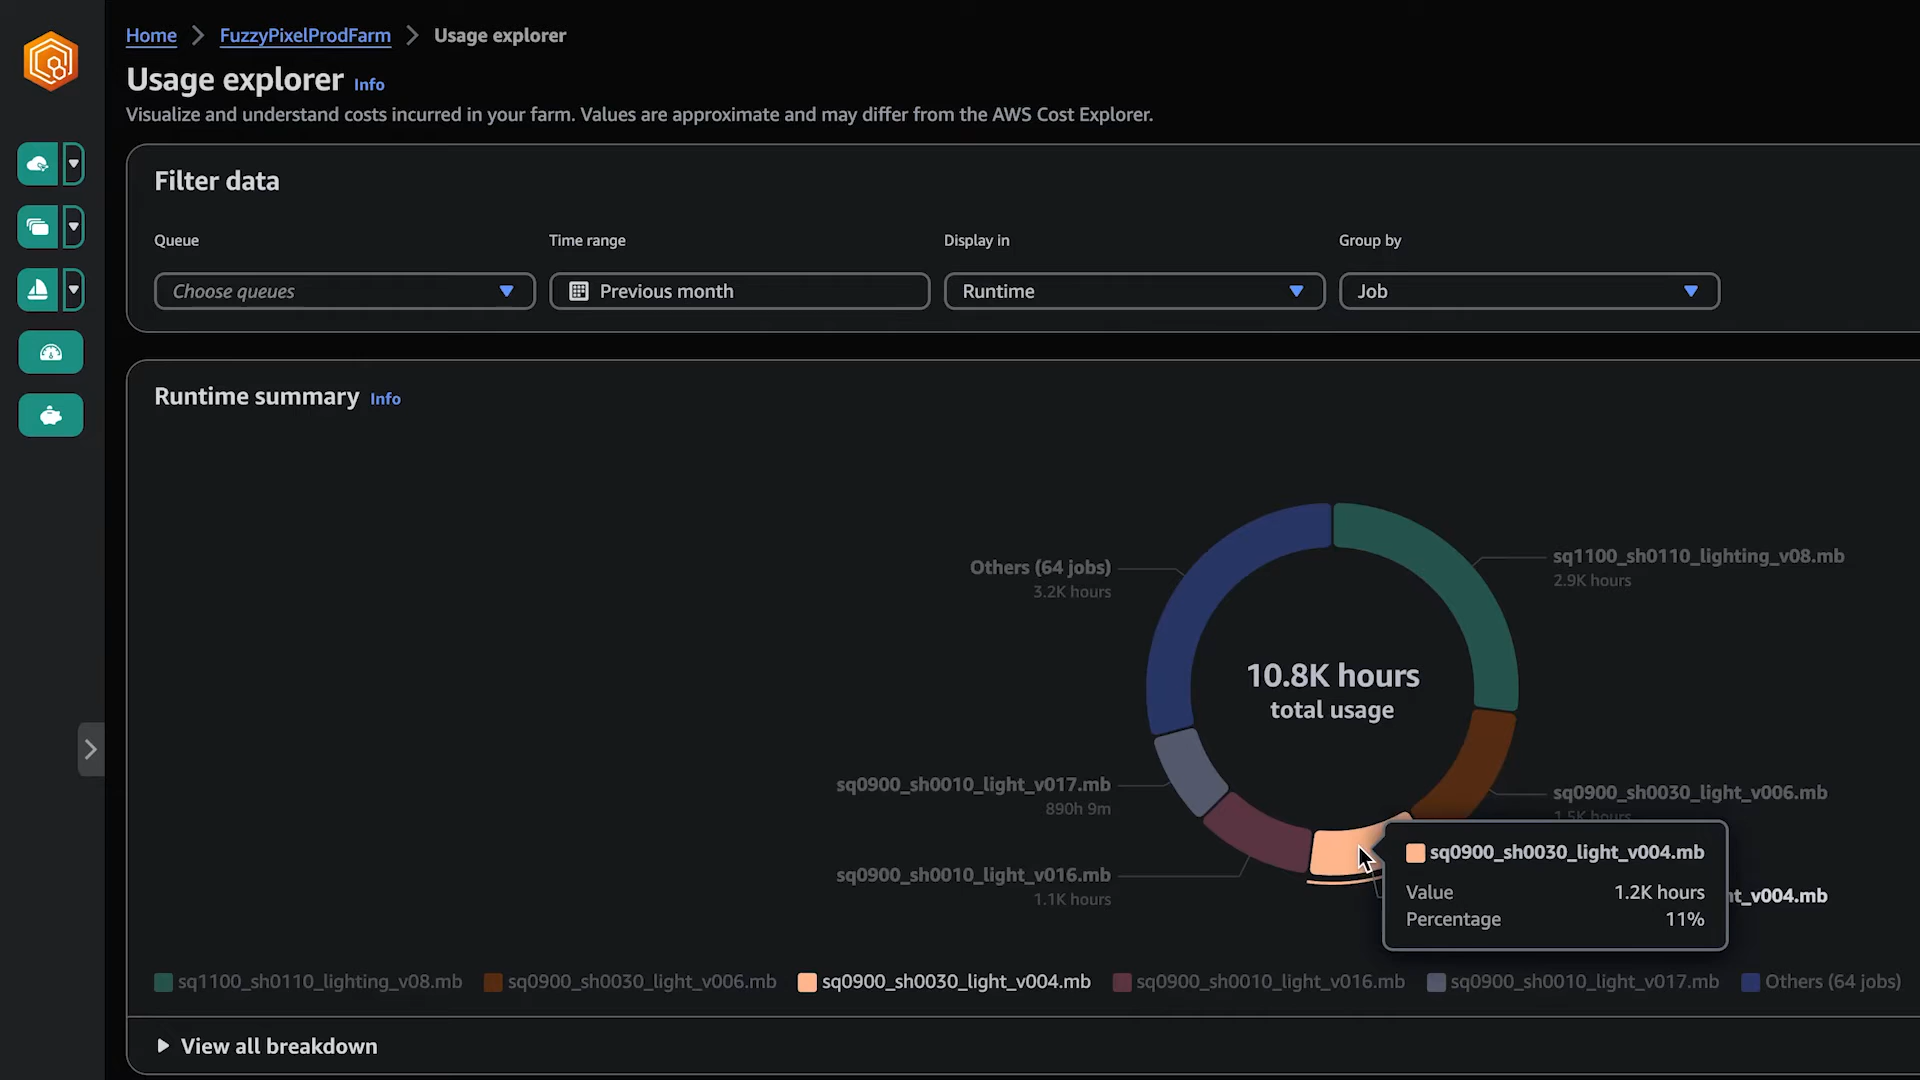 Home > FuzzyPixelProdFarm > Usage explorer
Usage explorer Info
Visualize and understand costs incurred in your farm. Values are approximate and may differ from the AWS Cost Explorer.
Filter data
Queue
Choose queues
Time range
Previous month
Display in
Runtime
Group by
Job
Runtime summary Info
Others (64 jobs)
3.2K hours
sq1100_sh0110_lighting_v08.mb
2.9K hours
10.8K hours
total usage
sq0900_sh0010_light_v017.mb
890h 9m
sq0900_sh0030_light_v006.mb
1.5K hours
sq0900_sh0010_light_v016.mb
1.1K hours
sq0900_sh0030_light_v004.mb
Value 1.2K hours
Percentage 11%
t_v004.mb
sq1100_sh0110_lighting_v08.mb sq0900_sh0030_light_v006.mb sq0900_sh0030_light_v004.mb sq0900_sh0010_light_v016.mb sq0900_sh0010_light_v017.mb Others (64 jobs)
View all breakdown